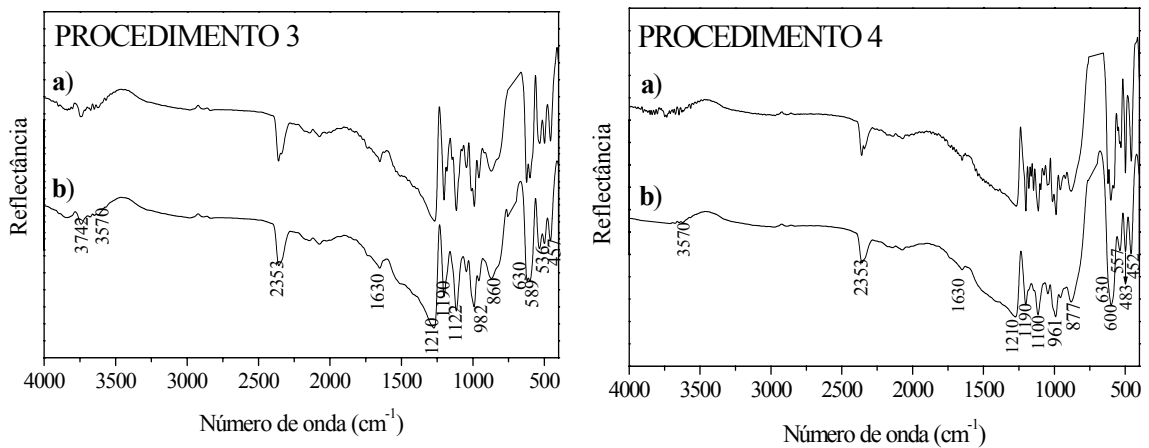 PROCEDIMENTO 3
a)
b)
Reflectância
3742
3570
2353
1630
1210
1190
1122
982
860
630
589
536
457
4000 3500 3000 2500 2000 1500 1000 500
Número de onda (cm-1)
PROCEDIMENTO 4
a)
b)
Reflectância
3570
2353
1630
1210
1190
1100
961
877
630
600
557
483
452
4000 3500 3000 2500 2000 1500 1000 500
Número de onda (cm-1)